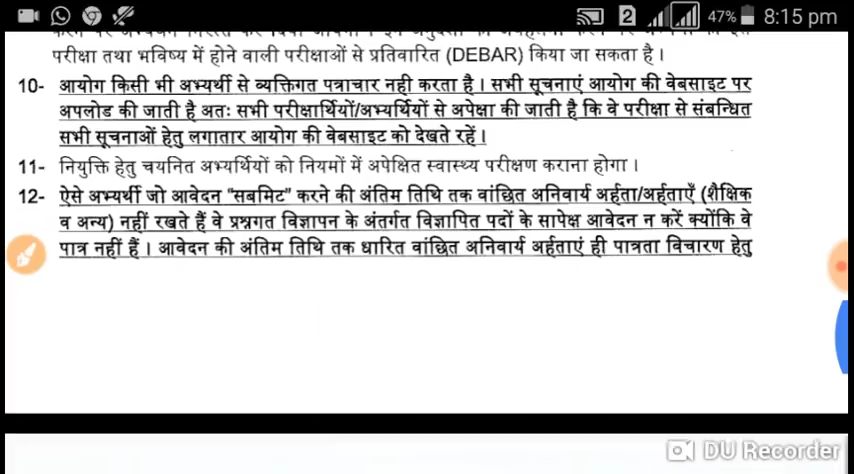 2 47% 8:15 pm
परीक्षा तथा भविष्य में होने वाली परीक्षाओं से प्रतिवारित (DEBAR) किया जा सकता है।
10- आयोग किसी भी अभ्यर्थी से व्यक्तिगत पत्राचार नही करता है। सभी सूचनाएं आयोग की वेबसाइट पर
अपलोड की जाती है अतः सभी परीक्षार्थियों/अभ्यर्थियों से अपेक्षा की जाती है कि वे परीक्षा से संबन्धित
सभी सूचनाओं हेतु लगातार आयोग की वेबसाइट को देखते रहें।
11- नियुक्ति हेतु चयनित अभ्यर्थियों को नियमों में अपेक्षित स्वास्थ्य परीक्षण कराना होगा।
12- ऐसे अभ्यर्थी जो आवेदन "सबमिट" करने की अंतिम तिथि तक वांछित अनिवार्य अर्हता/अर्हताएँ (शैक्षिक
व अन्य) नहीं रखते हैं वे प्रश्नगत विज्ञापन के अंतर्गत विज्ञापित पदों के सापेक्ष आवेदन न करें क्योंकि वे
पात्र नहीं हैं। आवेदन की अंतिम तिथि तक धारित वांछित अनिवार्य अर्हताएं ही पात्रता विचारण हेतु
DU Recorder